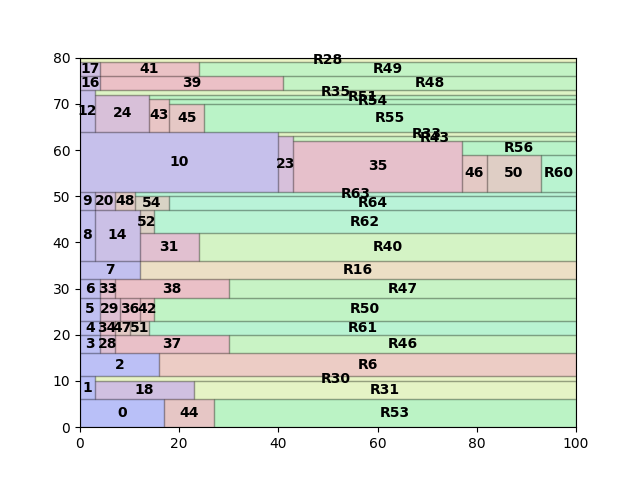 80
R28
17 41 R49
16 39 R48
R35
R51
R54
70
12 24 43 45 R55
R33
R43
60
10 23 35 R56
46 50 R60
50
R63
9 20 48 54 R64
52 R62
8 14
40
31 R40
7 R16
30
6 33 38 R47
5 29 36 42 R50
4 34 47 51 R61
20
3 28 37 R46
2 R6
10
R30
1 18 R31
0 44 R53
0
0 20 40 60 80 100